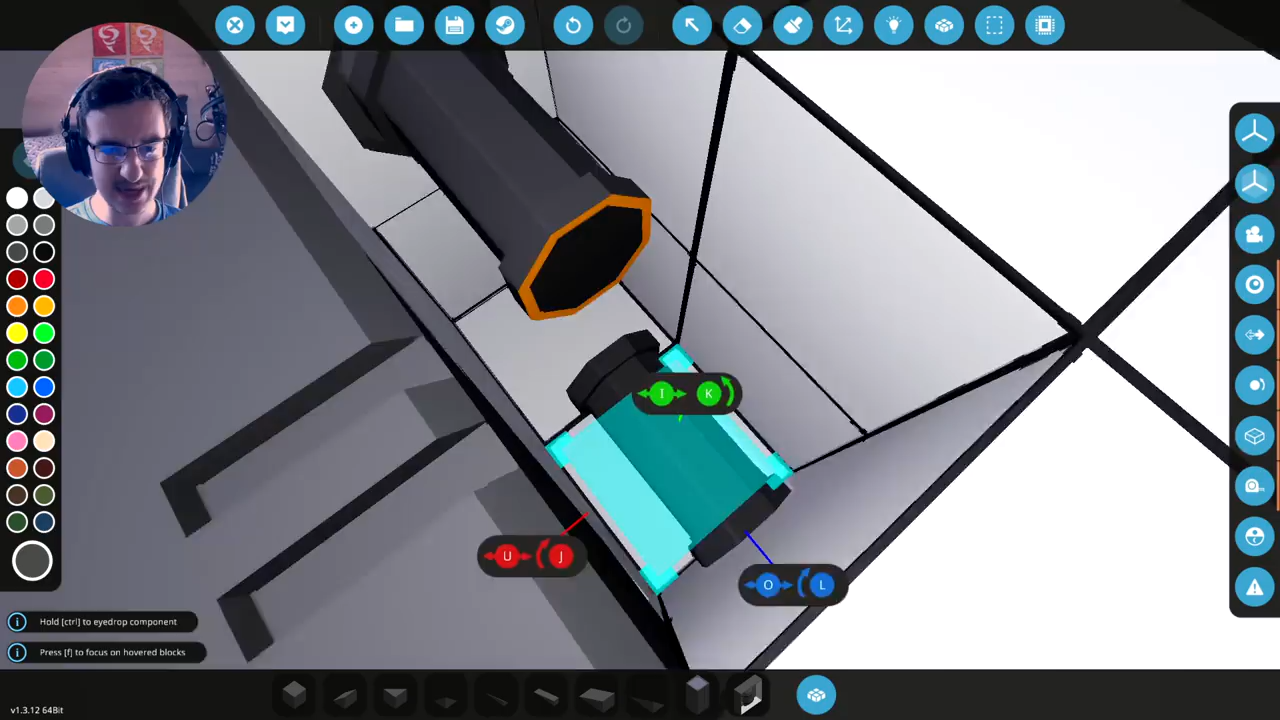 I K
U J
O L
Hold [ctrl] to eyedrop component
Press [f] to focus on hovered blocks
v1.3.12 64Bit